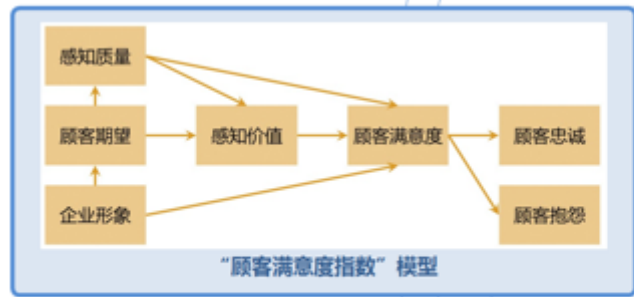 感知质量
顾客期望
感知价值
顾客满意度
顾客忠诚
企业形象
顾客抱怨
“顾客满意度指数”模型